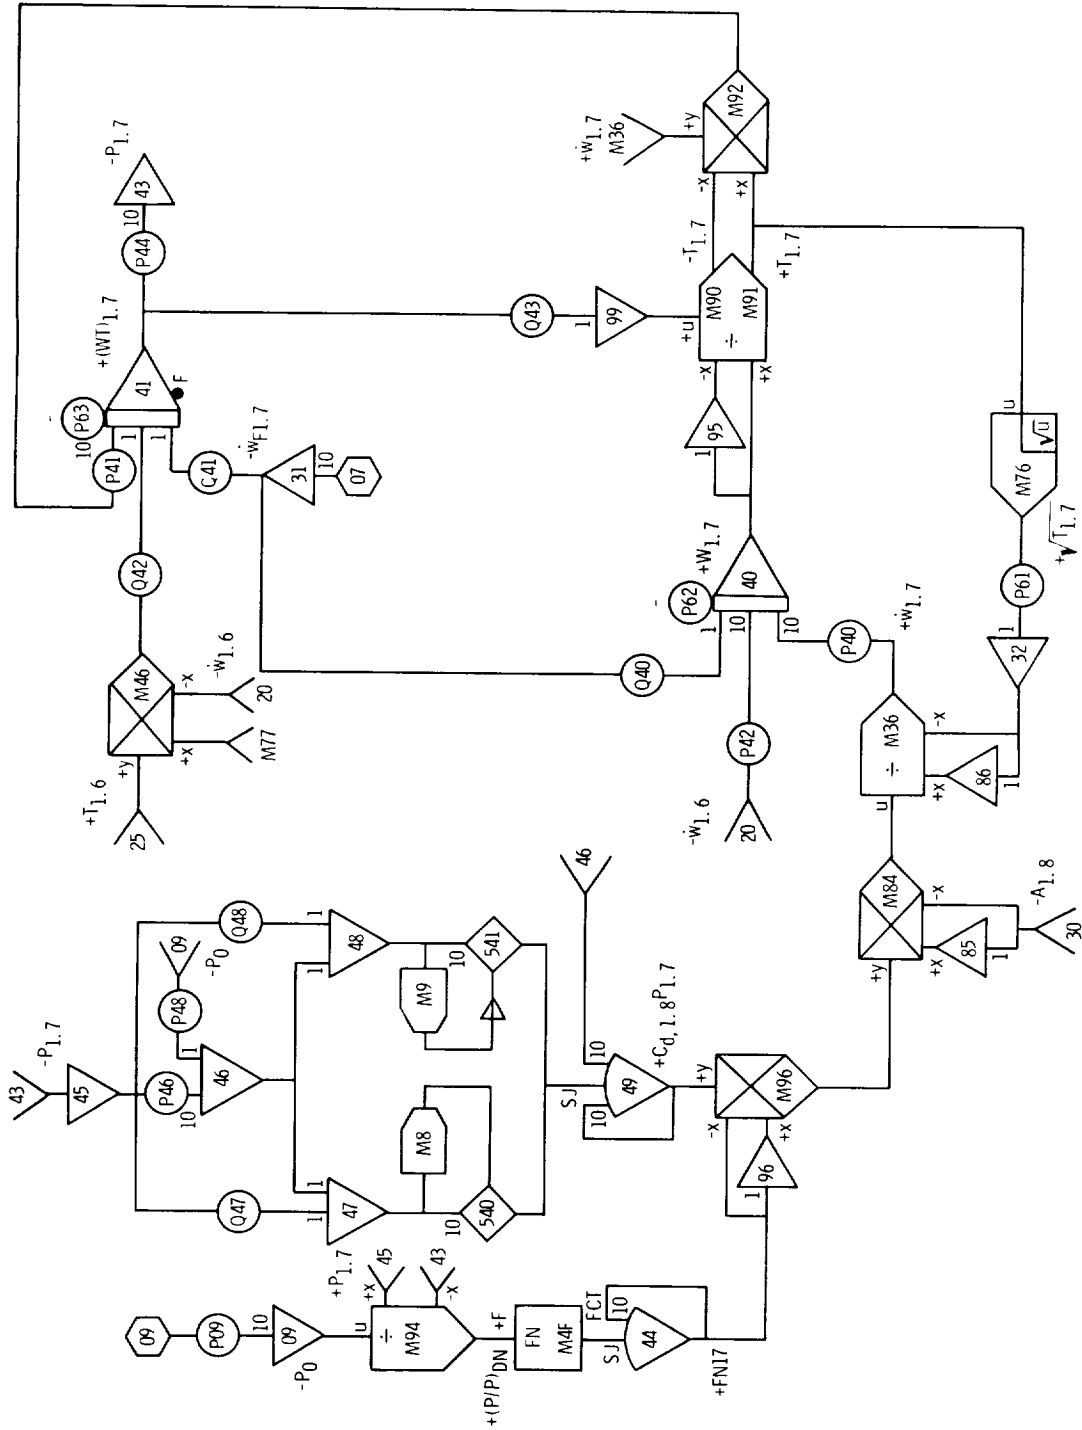 09
P09
10
09
-P0
u
÷
M94
+x
-x
+P1.7
45
43
+(P/P)DN
+F
FN
M4F
SJ
FCT
10
44
+FN17
43
-P1.7
45
Q47
P46
10
P48
1
09
-P0
46
Q48
1
1
47
1
1
48
M8
10
540
M9
10
541
46
SJ
10
10
49
+Cd, 1.8P1.7
1
96
-x
+x
+y
M96
+T1.6
25
+y
+x
-x
M46
M77
20
-ẇ1.6
Q42
P41
10
1
1
P63
-
41
F
+(WT)1.7
P44
10
43
-P1.7
Q41
-ẇF1.7
31
10
07
Q40
-ẇ1.6
20
P42
1
10
10
P62
-
40
+W1.7
P40
+ẇ1.7
1
95
-x
+x
+u
÷
M90
M91
Q43
1
99
-T1.7
+T1.7
-x
+x
+y
M92
+ẇ1.7
M36
+y
+x
-x
M84
1
85
30
-A1.8
u
÷
M36
+x
-x
1
86
32
1
P61
+√T1.7
M76
√u
u